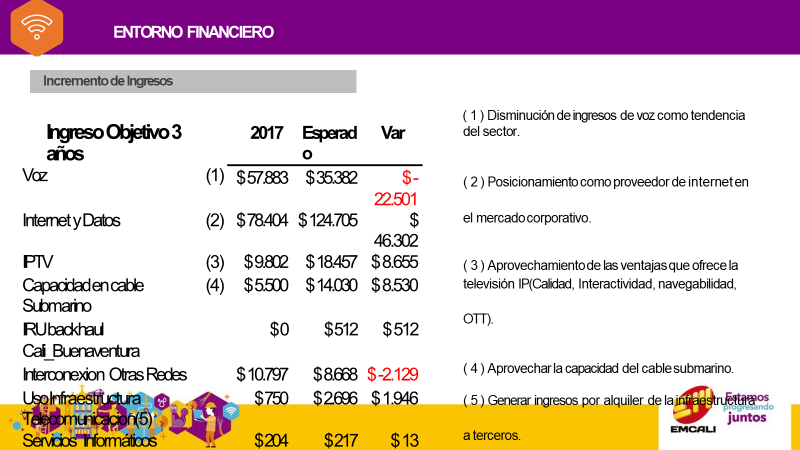 ENTORNO FINANCIERO
Incremento de Ingresos
Ingreso Objetivo 3 años 2017 Esperado Var
Voz (1) $ 57.883 $ 35.382 $ -22.501
Internet y Datos (2) $ 78.404 $ 124.705 $ 46.302
IPTV (3) $ 9.802 $ 18.457 $ 8.655
Capacidad en cable Submarino (4) $ 5.500 $ 14.030 $ 8.530
IRU backhaul Cali_Buenaventura $ 0 $ 512 $ 512
Interconexion Otras Redes $ 10.797 $ 8.668 $ -2.129
Uso Infraestructura Telecomunicación(5) $ 750 $ 2.696 $ 1.946
Servicios Informáticos $ 204 $ 217 $ 13
( 1 ) Disminución de ingresos de voz como tendencia
del sector.
( 2 ) Posicionamiento como proveedor de internet en
el mercado corporativo.
( 3 ) Aprovechamiento de las ventajas que ofrece la
televisión IP(Calidad, Interactividad, navegabilidad,
OTT).
( 4 ) Aprovechar la capacidad del cable submarino.
( 5 ) Generar ingresos por alquiler de la infraestructura
a terceros.
EMCALI
Estamos
progresando
juntos